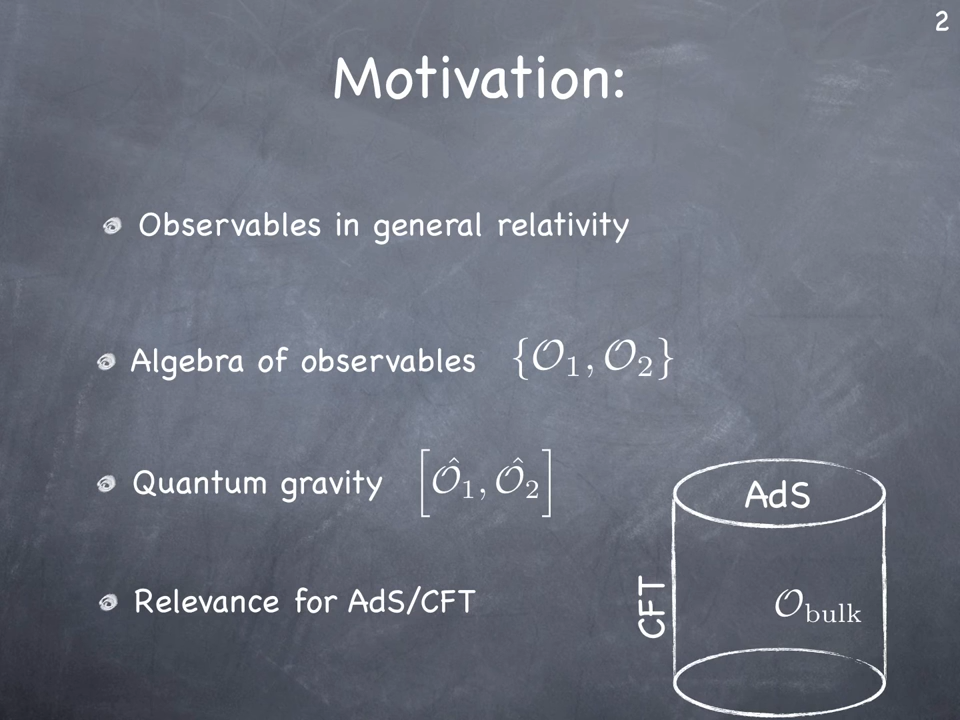 2
Motivation:
Observables in general relativity
Algebra of observables {𝒪₁, 𝒪₂}
Quantum gravity [𝒪̂₁, 𝒪̂₂]
Relevance for AdS/CFT
AdS
CFT
𝒪bulk